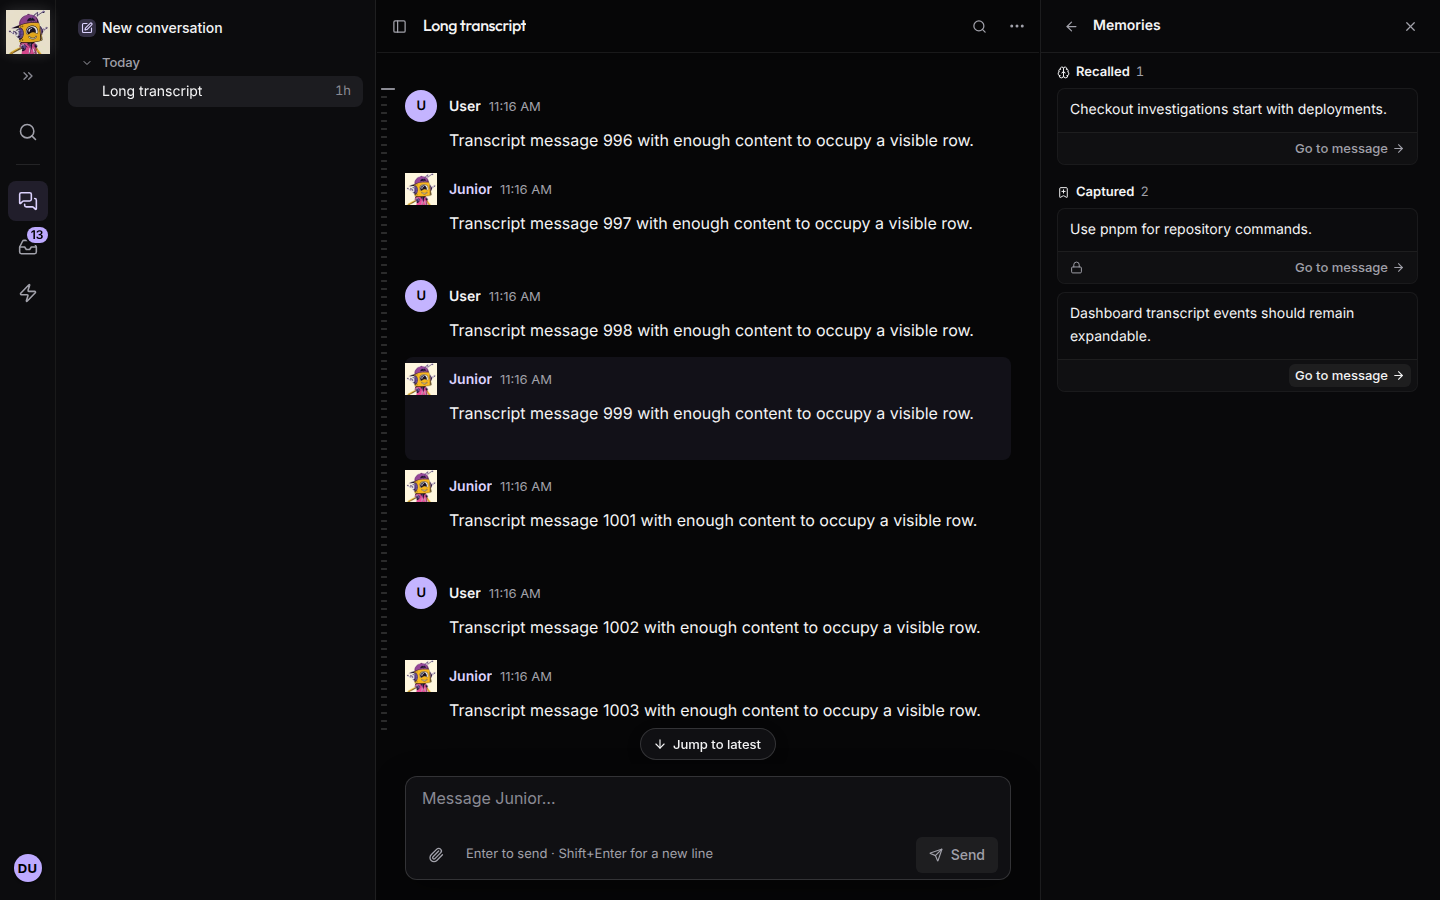 New conversation
Today
Long transcript 1h
13
DU
Long transcript
U User 11:16 AM
Transcript message 996 with enough content to occupy a visible row.
Junior 11:16 AM
Transcript message 997 with enough content to occupy a visible row.
U User 11:16 AM
Transcript message 998 with enough content to occupy a visible row.
Junior 11:16 AM
Transcript message 999 with enough content to occupy a visible row.
Junior 11:16 AM
Transcript message 1001 with enough content to occupy a visible row.
U User 11:16 AM
Transcript message 1002 with enough content to occupy a visible row.
Junior 11:16 AM
Transcript message 1003 with enough content to occupy a visible row.
Jump to latest
Message Junior...
Enter to send · Shift+Enter for a new line
Send
Memories
Recalled 1
Checkout investigations start with deployments.
Go to message
Captured 2
Use pnpm for repository commands.
Go to message
Dashboard transcript events should remain
expandable.
Go to message